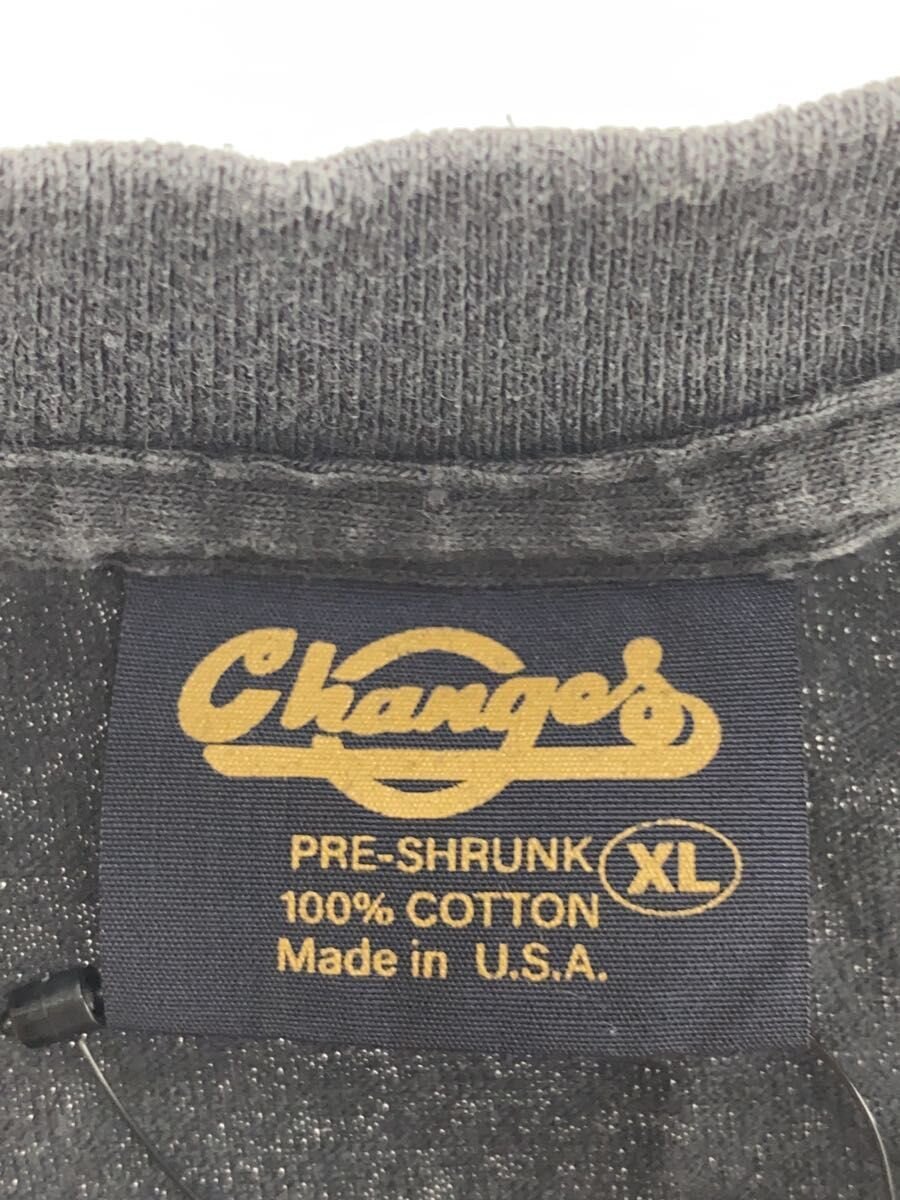 Changes
PRE-SHRUNK XL
100% COTTON
Made in U.S.A.